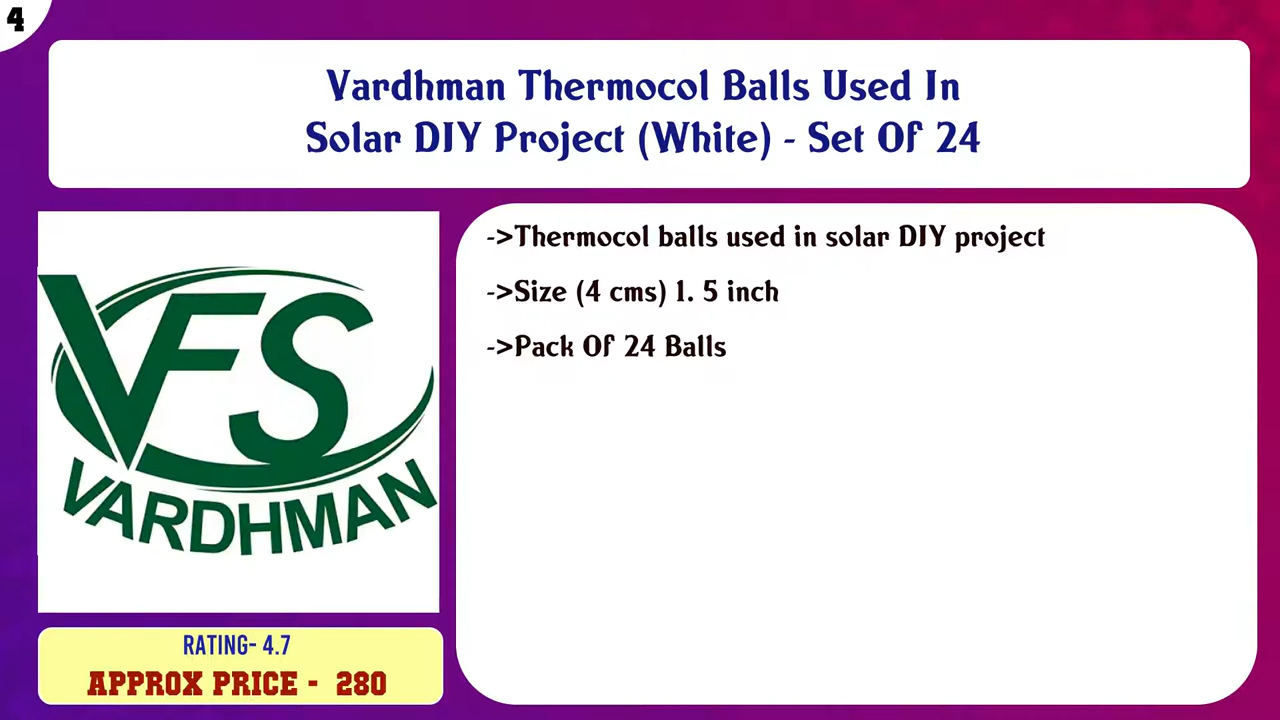 4
Vardhman Thermocol Balls Used In
Solar DIY Project (White) - Set Of 24
->Thermocol balls used in solar DIY project
->Size (4 cms) 1. 5 inch
->Pack Of 24 Balls
VFS
VARDHMAN
RATING- 4.7
APPROX PRICE - 280